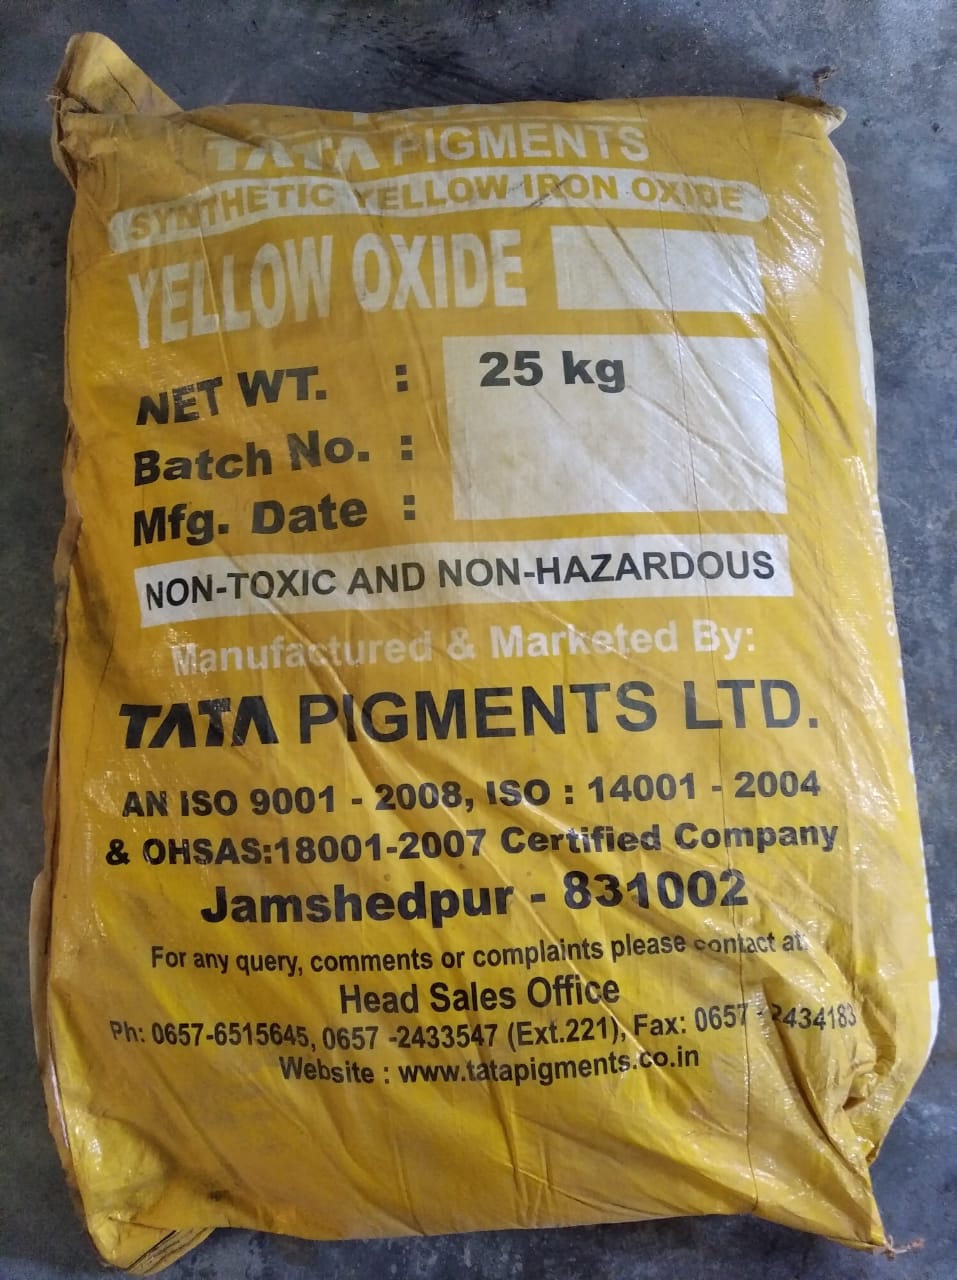 TATA PIGMENTS
SYNTHETIC YELLOW IRON OXIDE
YELLOW OXIDE
NET WT. : 25 kg
Batch No. :
Mfg. Date :
NON-TOXIC AND NON-HAZARDOUS
Manufactured & Marketed By:
TATA PIGMENTS LTD.
AN ISO 9001 - 2008, ISO : 14001 - 2004
& OHSAS:18001-2007 Certified Company
Jamshedpur - 831002
For any query, comments or complaints please contact at:
Head Sales Office
Ph: 0657-6515645, 0657 -2433547 (Ext.221), Fax: 0657 - 2434183
Website : www.tatapigments.co.in